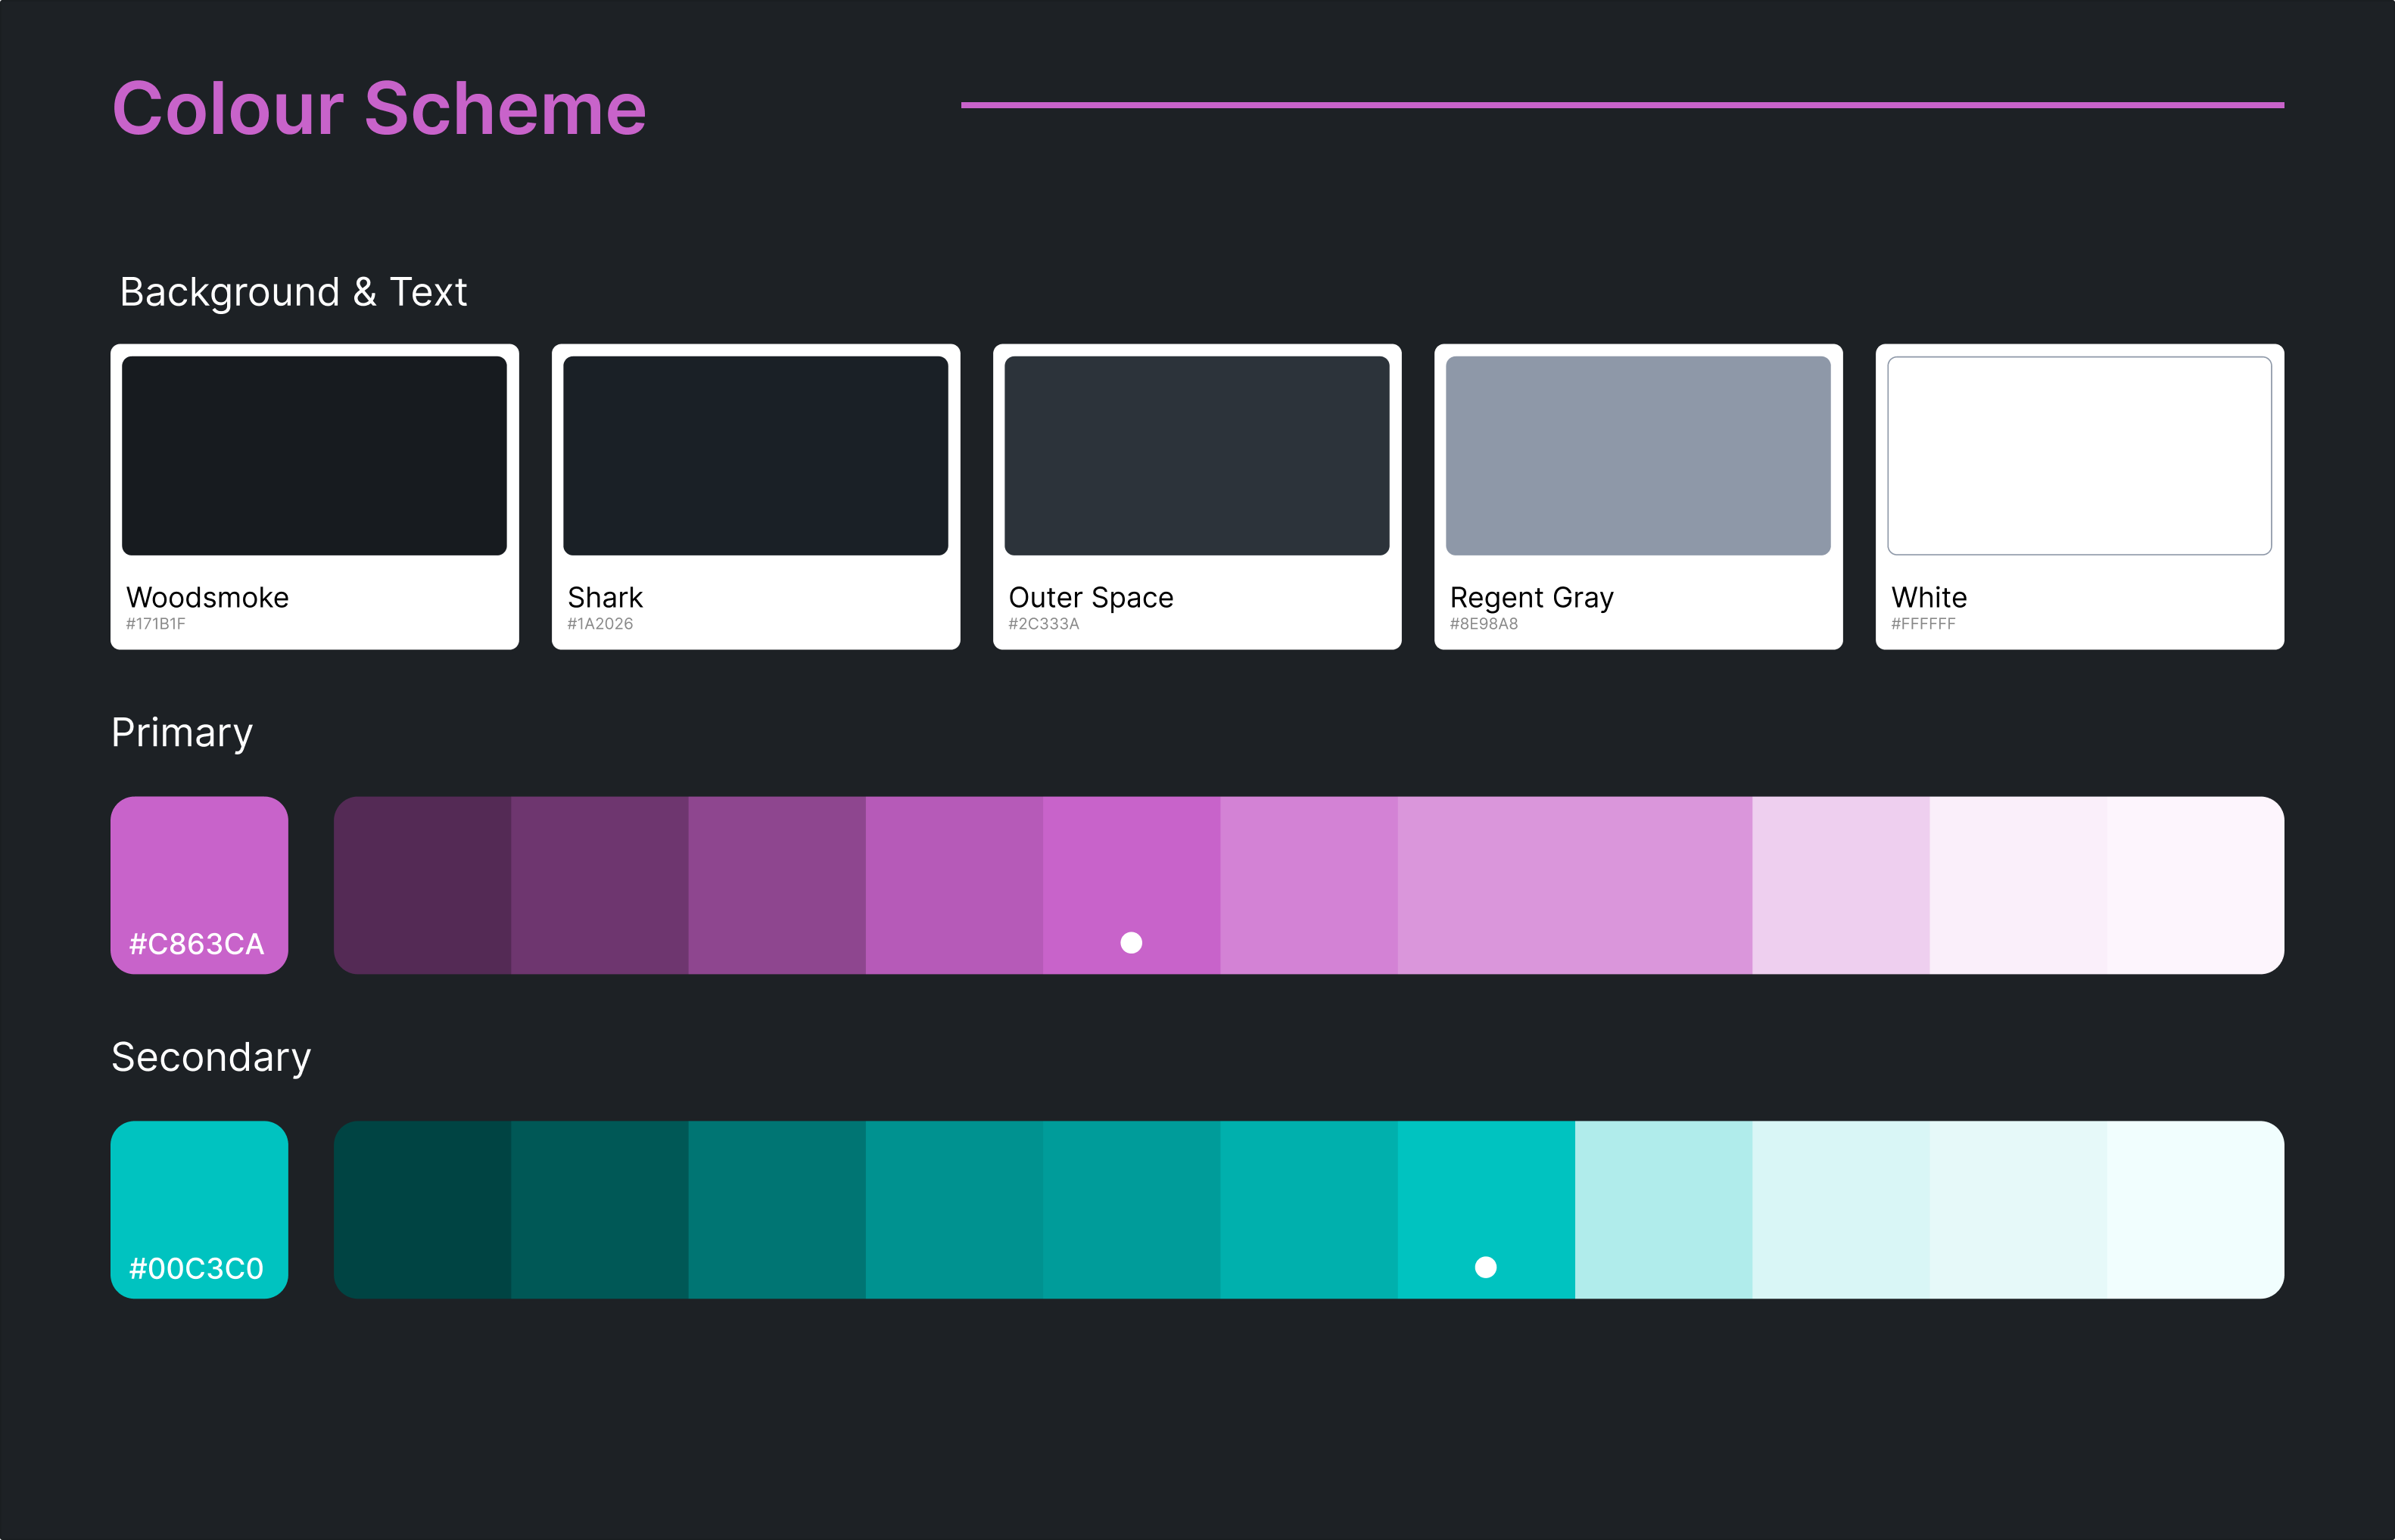 Colour Scheme
Background & Text
Woodsmoke
#171B1F
Shark
#1A2026
Outer Space
#2C333A
Regent Gray
#8E98A8
White
#FFFFFF
Primary
#C863CA
Secondary
#00C3C0